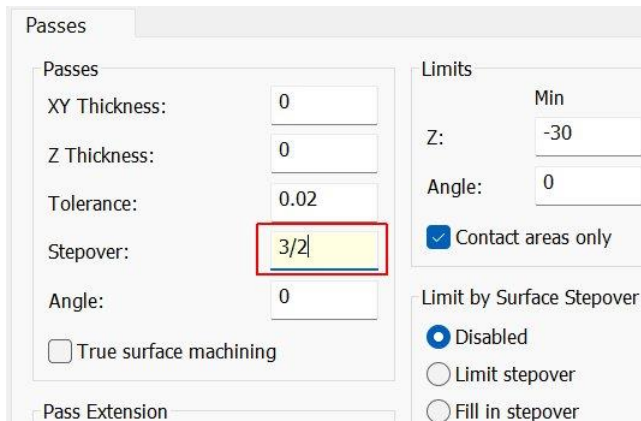 Passes
Passes
XY Thickness: 0
Z Thickness: 0
Tolerance: 0.02
Stepover: 3/2
Angle: 0
True surface machining
Pass Extension
Limits
Min
Z: -30
Angle: 0
Contact areas only
Limit by Surface Stepover
Disabled
Limit stepover
Fill in stepover